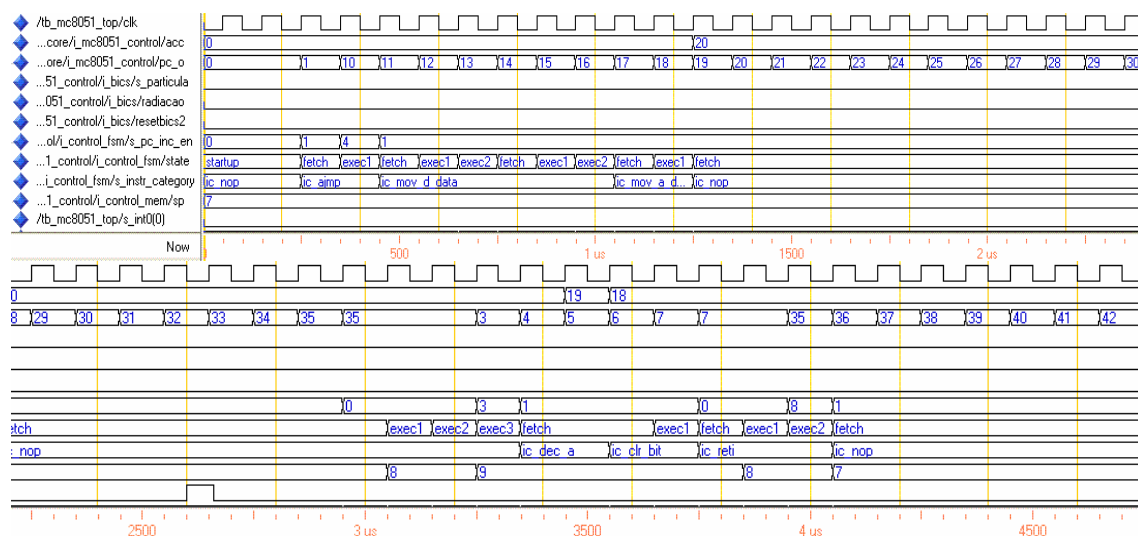 /tb_mc8051_top/clk
...core/i_mc8051_control/acc 0 20
...ore/i_mc8051_control/pc_o 0 1 10 11 12 13 14 15 16 17 18 19 20 21 22 23 24 25 26 27 28 29 30
...51_control/i_bics/s_particula
...051_control/i_bics/radiacao
...51_control/i_bics/resetbics2
...ol/i_control_fsm/s_pc_inc_en 0 1 4 1
...1_control/i_control_fsm/state startup fetch exec1 fetch exec1 exec2 fetch exec1 exec2 fetch exec1 fetch
...i_control_fsm/s_instr_category ic_nop ic_ajmp ic_mov_d_data ic_mov_a_d... ic_nop
...1_control/i_control_mem/sp 7
/tb_mc8051_top/s_int0(0)
Now 500 1 us 1500 2 us
0 19 18
8 29 30 31 32 33 34 35 35 3 4 5 6 7 7 35 36 37 38 39 40 41 42
0 3 1 0 8 1
etch exec1 exec2 exec3 fetch exec1 fetch exec1 exec2 fetch
nop ic_dec_a ic_clr_bit ic_reti ic_nop
8 9 8 7
2500 3 us 3500 4 us 4500